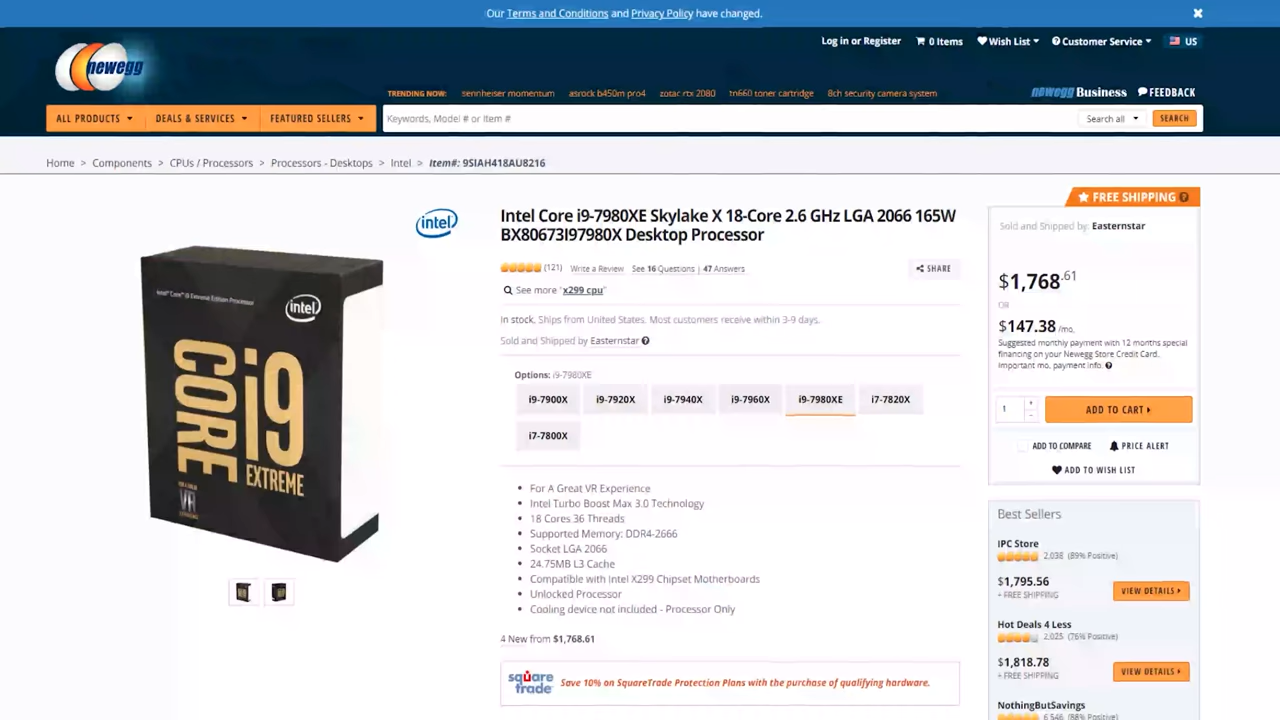 Our Terms and Conditions and Privacy Policy have changed.
newegg
Log in or Register
0 Items
Wish List
Customer Service
US
TRENDING NOW: sennheiser momentum asrock b450m pro4 zotac rtx 2080 tn660 toner cartridge 8ch security camera system
newegg Business
FEEDBACK
ALL PRODUCTS
DEALS & SERVICES
FEATURED SELLERS
Keywords, Model # or Item #
Search all
SEARCH
Home > Components > CPUs / Processors > Processors - Desktops > Intel > Item#: 9SIAH418AU8216
Intel® Core™ i9 Extreme Edition Processor
intel
CORE i9
EXTREME
FOR A GREAT
VR
EXPERIENCE
intel
Intel Core i9-7980XE Skylake X 18-Core 2.6 GHz LGA 2066 165W
BX80673I97980X Desktop Processor
(121) Write a Review See 16 Questions | 47 Answers
SHARE
See more "x299 cpu"
In stock. Ships from United States. Most customers receive within 3-9 days.
Sold and Shipped by Easternstar
Options: i9-7980XE
i9-7900X
i9-7920X
i9-7940X
i9-7960X
i9-7980XE
i7-7820X
i7-7800X
For A Great VR Experience
Intel Turbo Boost Max 3.0 Technology
18 Cores 36 Threads
Supported Memory: DDR4-2666
Socket LGA 2066
24.75MB L3 Cache
Compatible with Intel X299 Chipset Motherboards
Unlocked Processor
Cooling device not included - Processor Only
4 New from $1,768.61
square trade
Save 10% on SquareTrade Protection Plans with the purchase of qualifying hardware.
FREE SHIPPING
Sold and Shipped by: Easternstar
$1,768.61
OR
$147.38 /mo.
Suggested monthly payment with 12 months special
financing on your Newegg Store Credit Card.
Important mo. payment info.
1
ADD TO CART
ADD TO COMPARE
PRICE ALERT
ADD TO WISH LIST
Best Sellers
IPC Store
2,038 (89% Positive)
$1,795.56
+ FREE SHIPPING
VIEW DETAILS
Hot Deals 4 Less
2,025 (76% Positive)
$1,818.78
+ FREE SHIPPING
VIEW DETAILS
NothingButSavings
6,546 (88% Positive)